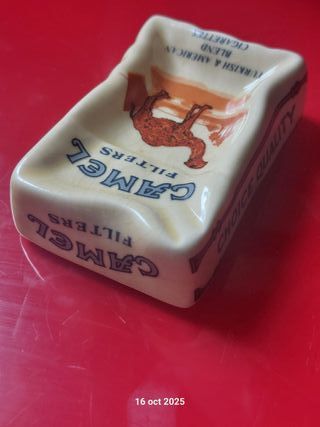 TURKISH & AMERICAN
BLEND
CIGARETTES
CAMEL
FILTERS
CAMEL
FILTERS
CHOICE QUALITY
16 oct 2025